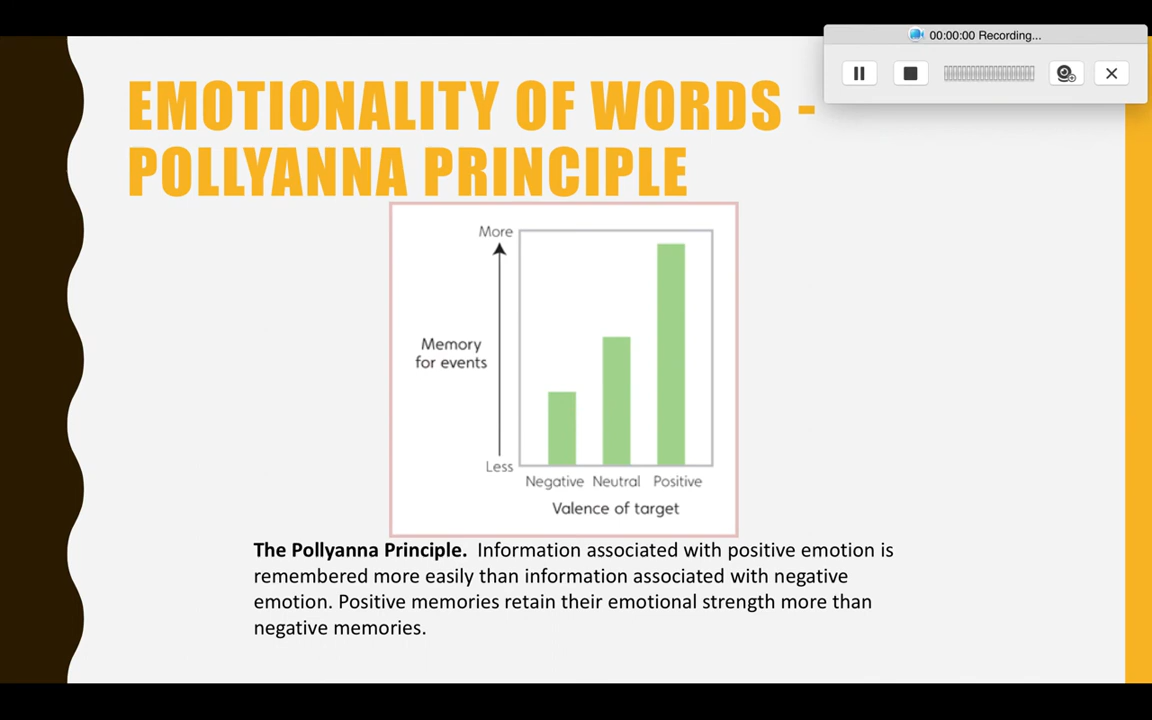 00:00:00 Recording...
EMOTIONALITY OF WORDS -
POLLYANNA PRINCIPLE
More
Memory
for events
Less
Negative Neutral Positive
Valence of target
The Pollyanna Principle. Information associated with positive emotion is
remembered more easily than information associated with negative
emotion. Positive memories retain their emotional strength more than
negative memories.